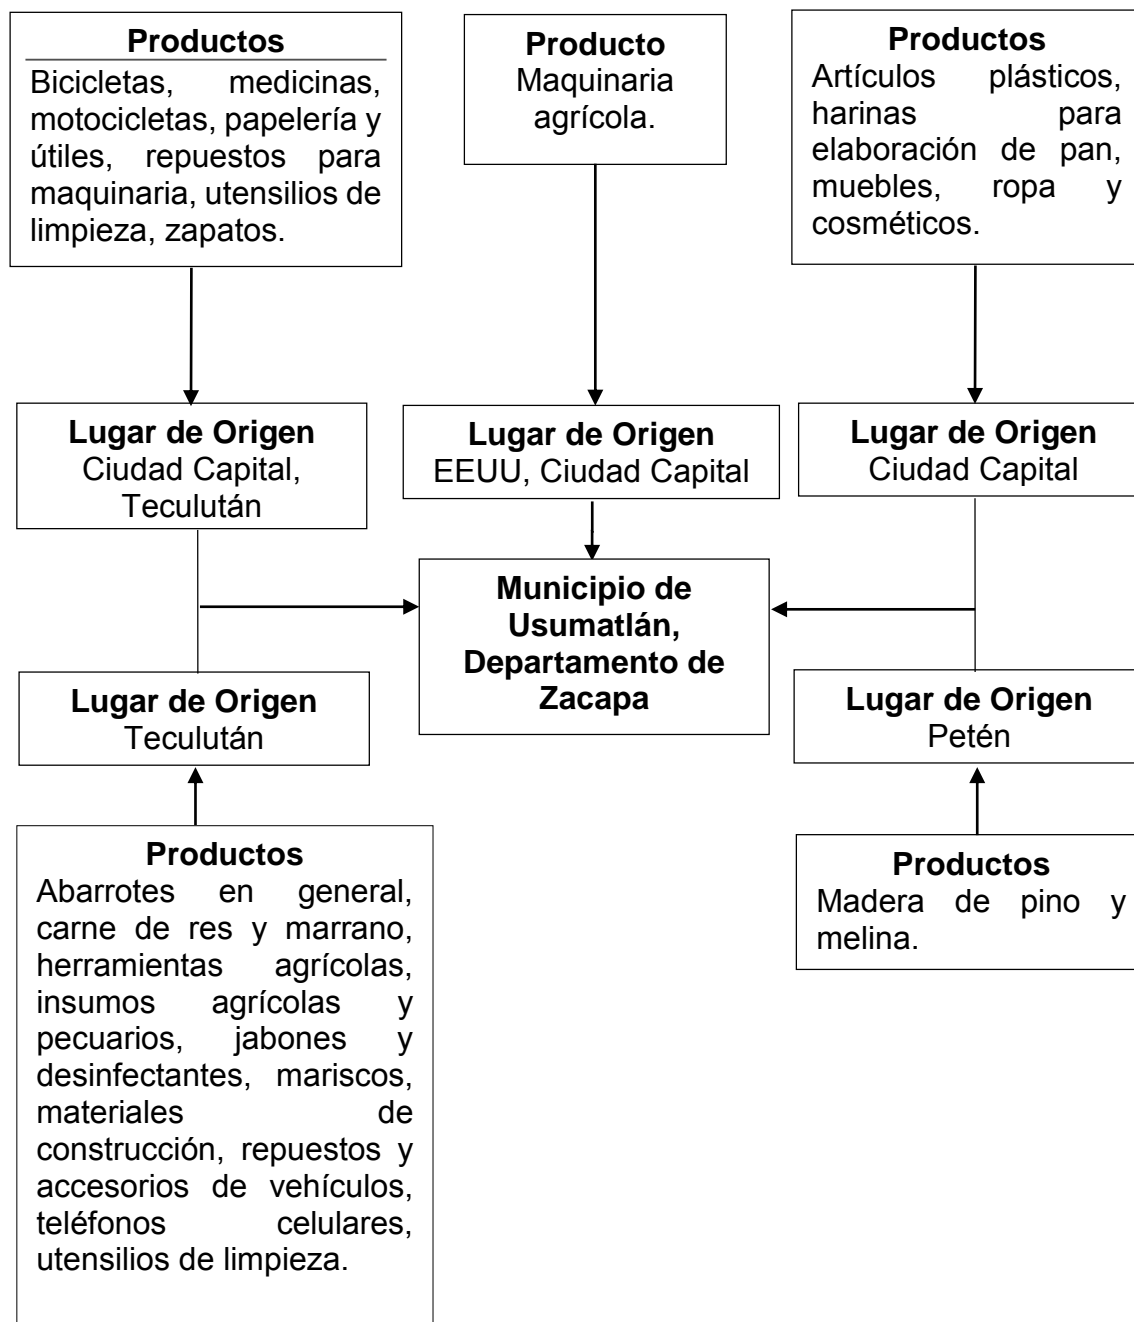 Productos
Bicicletas, medicinas,
motocicletas, papelería y
útiles, repuestos para
maquinaria, utensilios de
limpieza, zapatos.
Producto
Maquinaria
agrícola.
Productos
Artículos plásticos,
harinas para
elaboración de pan,
muebles, ropa y
cosméticos.
Lugar de Origen
Ciudad Capital,
Teculután
Lugar de Origen
EEUU, Ciudad Capital
Lugar de Origen
Ciudad Capital
Municipio de
Usumatlán,
Departamento de
Zacapa
Lugar de Origen
Teculután
Lugar de Origen
Petén
Productos
Abarrotes en general,
carne de res y marrano,
herramientas agrícolas,
insumos agrícolas y
pecuarios, jabones y
desinfectantes, mariscos,
materiales de
construcción, repuestos y
accesorios de vehículos,
teléfonos celulares,
utensilios de limpieza.
Productos
Madera de pino y
melina.